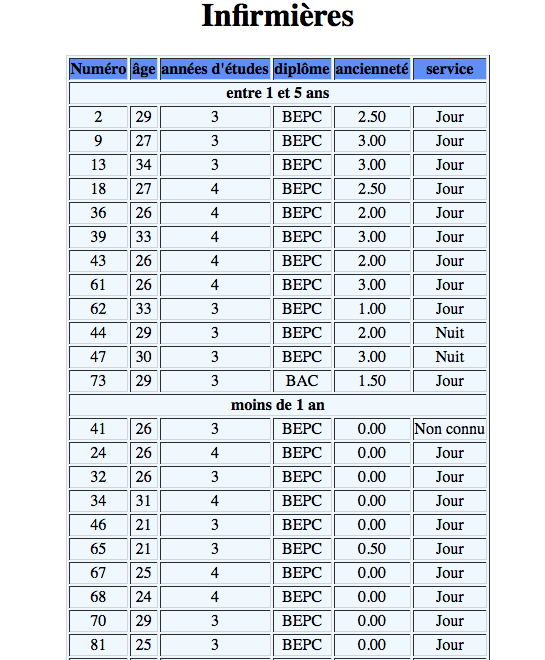 Infirmières
Numéro âge années d'études diplôme ancienneté service
entre 1 et 5 ans
2 29 3 BEPC 2.50 Jour
9 27 3 BEPC 3.00 Jour
13 34 3 BEPC 3.00 Jour
18 27 4 BEPC 2.50 Jour
36 26 4 BEPC 2.00 Jour
39 33 4 BEPC 3.00 Jour
43 26 4 BEPC 2.00 Jour
61 26 4 BEPC 3.00 Jour
62 33 3 BEPC 1.00 Jour
44 29 3 BEPC 2.00 Nuit
47 30 3 BEPC 3.00 Nuit
73 29 3 BAC 1.50 Jour
moins de 1 an
41 26 3 BEPC 0.00 Non connu
24 26 4 BEPC 0.00 Jour
32 26 3 BEPC 0.00 Jour
34 31 4 BEPC 0.00 Jour
46 21 3 BEPC 0.00 Jour
65 21 3 BEPC 0.50 Jour
67 25 4 BEPC 0.00 Jour
68 24 4 BEPC 0.00 Jour
70 29 3 BEPC 0.00 Jour
81 25 3 BEPC 0.00 Jour